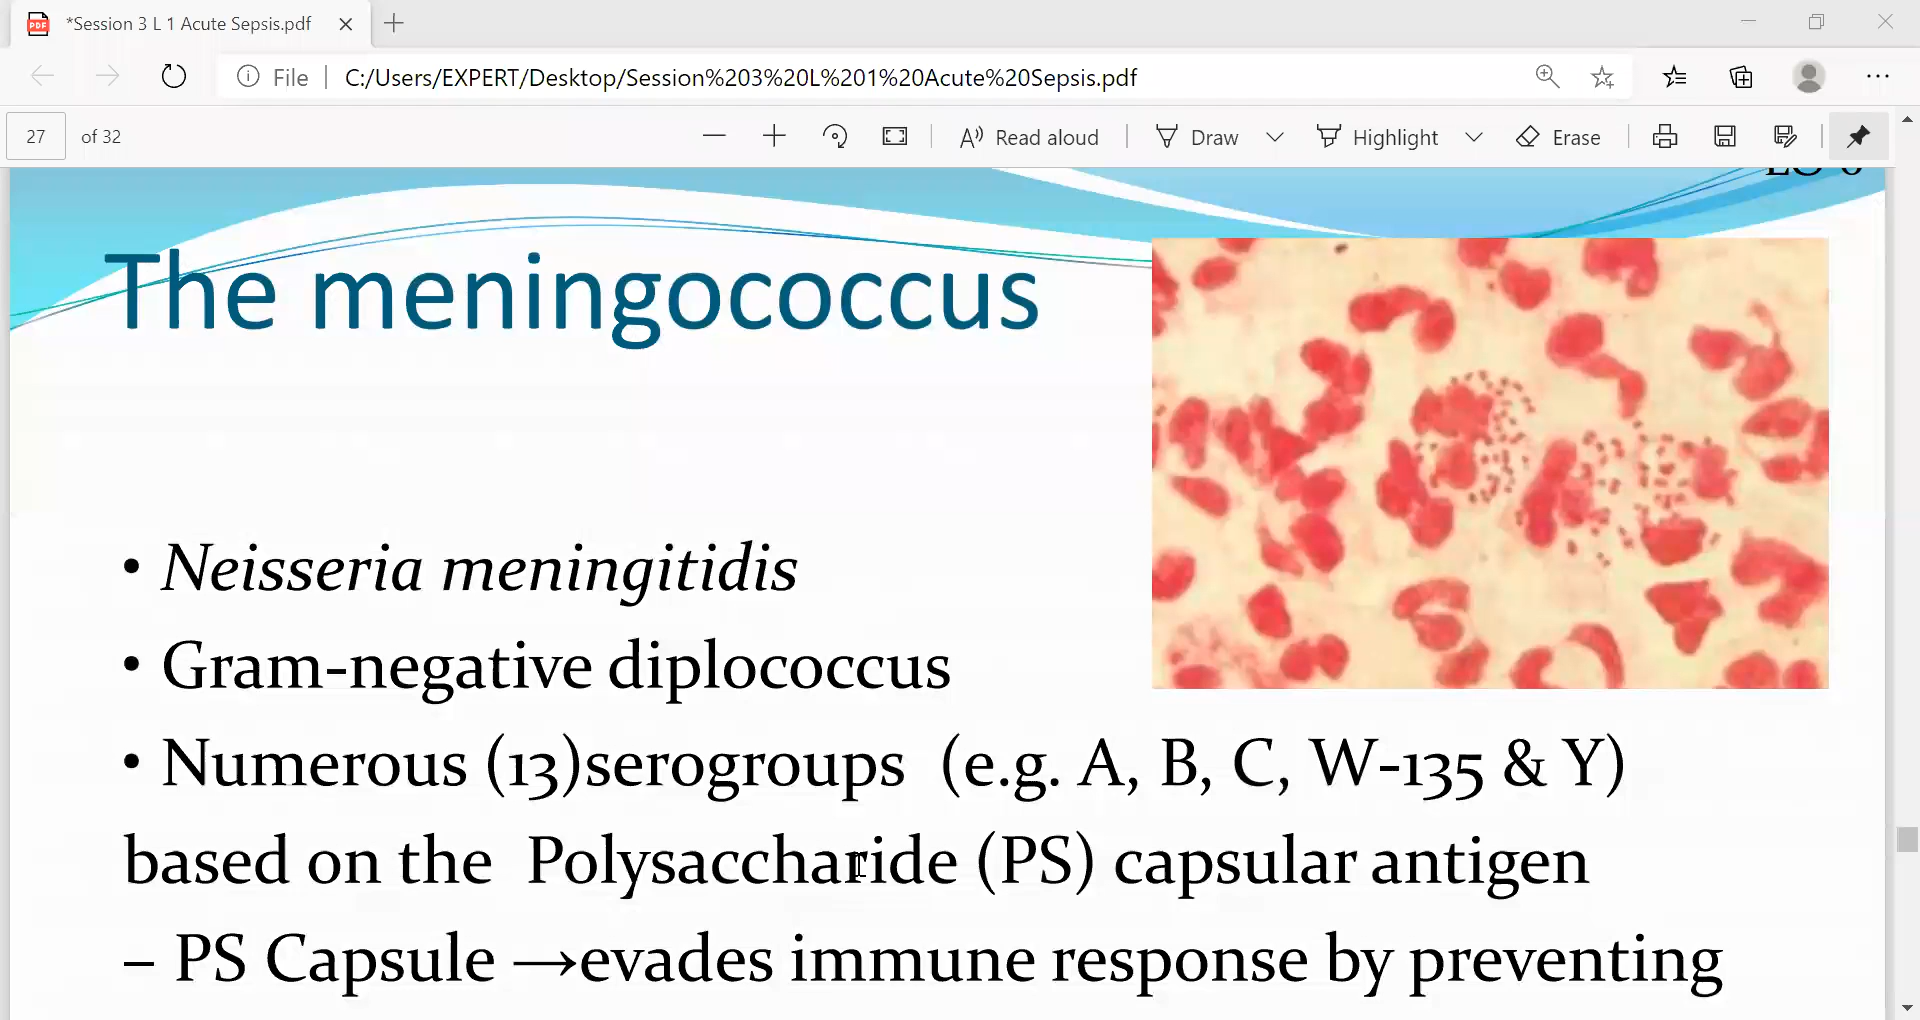 *Session 3 L 1 Acute Sepsis.pdf
File | C:/Users/EXPERT/Desktop/Session%203%20L%201%20Acute%20Sepsis.pdf
27 of 32
Read aloud
Draw
Highlight
Erase
The meningococcus
• Neisseria meningitidis
• Gram-negative diplococcus
• Numerous (13)serogroups (e.g. A, B, C, W-135 & Y)
based on the Polysaccharide (PS) capsular antigen
– PS Capsule →evades immune response by preventing